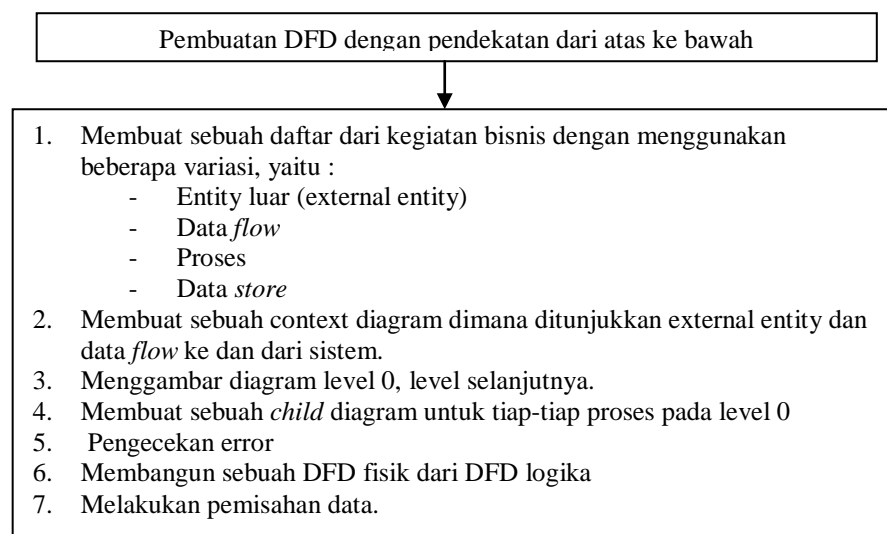 Pembuatan DFD dengan pendekatan dari atas ke bawah
1. Membuat sebuah daftar dari kegiatan bisnis dengan menggunakan
beberapa variasi, yaitu :
- Entity luar (external entity)
- Data flow
- Proses
- Data store
2. Membuat sebuah context diagram dimana ditunjukkan external entity dan
data flow ke dan dari sistem.
3. Menggambar diagram level 0, level selanjutnya.
4. Membuat sebuah child diagram untuk tiap-tiap proses pada level 0
5. Pengecekan error
6. Membangun sebuah DFD fisik dari DFD logika
7. Melakukan pemisahan data.